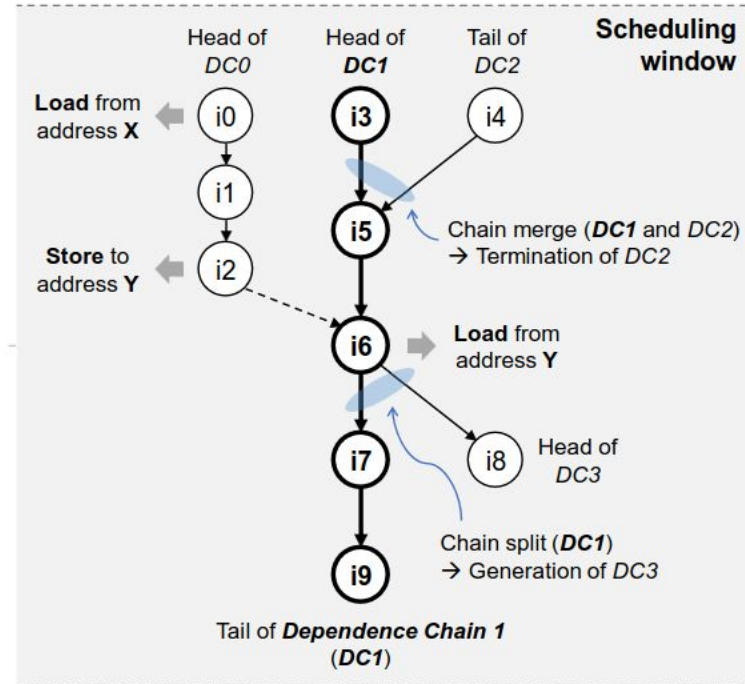 Head of
DC0
Head of
DC1
Tail of
DC2
Scheduling
window
Load from
address X
i0
i3
i4
i1
i5
Chain merge (DC1 and DC2)
→ Termination of DC2
Store to
address Y
i2
i6
Load from
address Y
i7
i8
Head of
DC3
Chain split (DC1)
→ Generation of DC3
i9
Tail of Dependence Chain 1
(DC1)